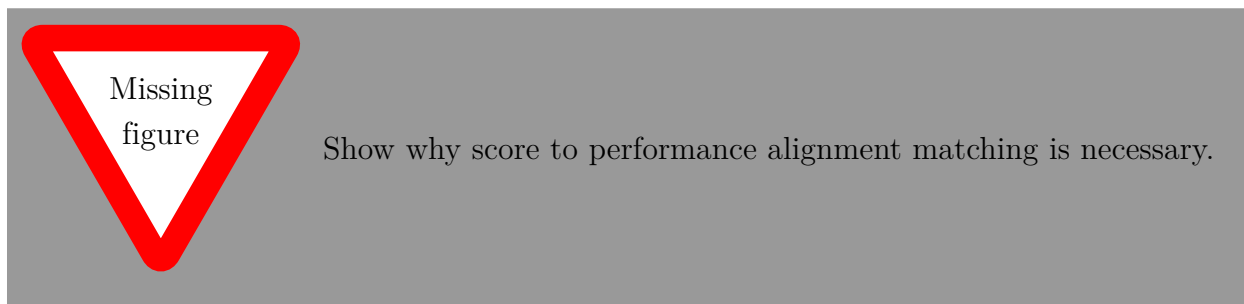 Missing
figure
Show why score to performance alignment matching is necessary.